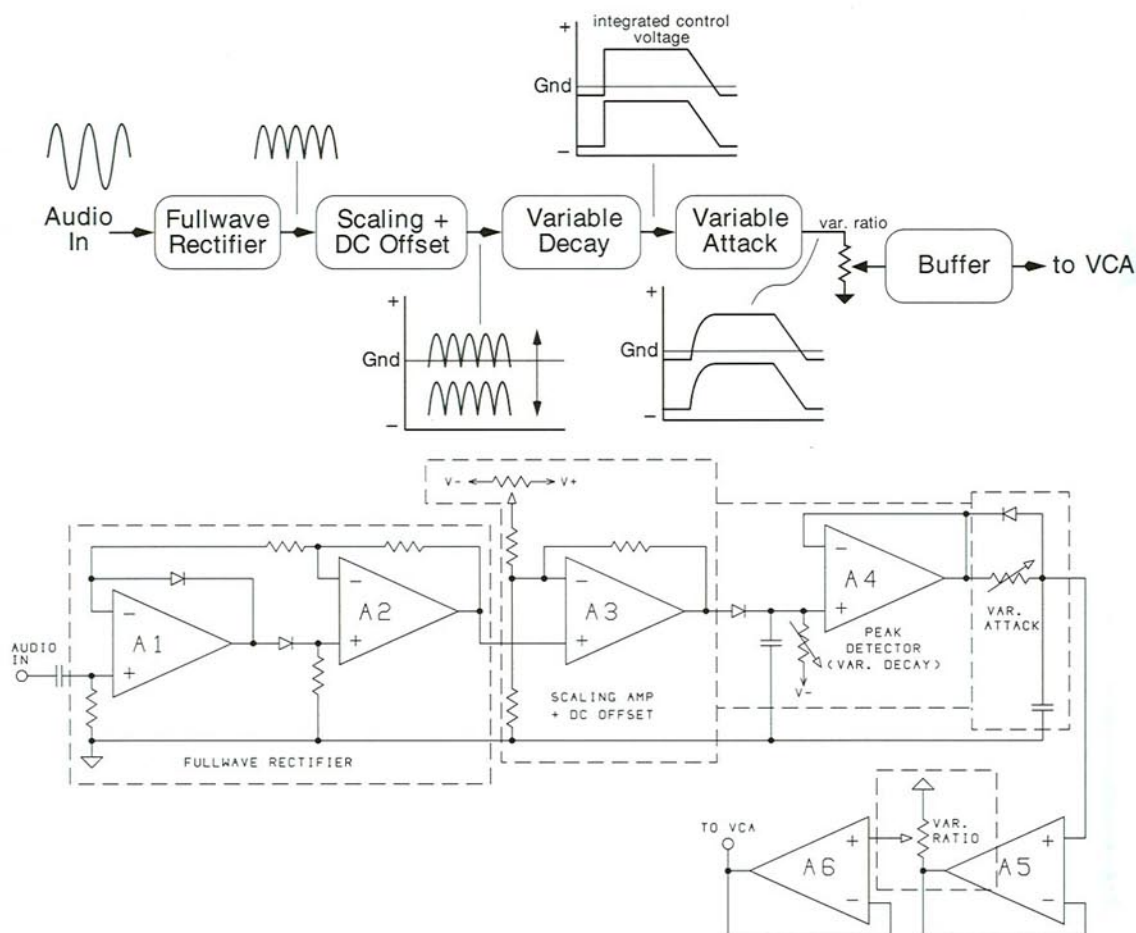 integrated control
voltage
+
Gnd
−
Audio
In
Fullwave
Rectifier
Scaling +
DC Offset
Variable
Decay
Variable
Attack
var. ratio
Buffer
to VCA
+
Gnd
−
+
Gnd
−
V-
V+
AUDIO
IN
−
A1
+
−
A2
+
−
A3
+
−
A4
+
VAR.
ATTACK
PEAK
DETECTOR
(VAR. DECAY)
V-
SCALING AMP
+ DC OFFSET
FULLWAVE RECTIFIER
TO VCA
+
A6
−
VAR.
RATIO
+
A5
−